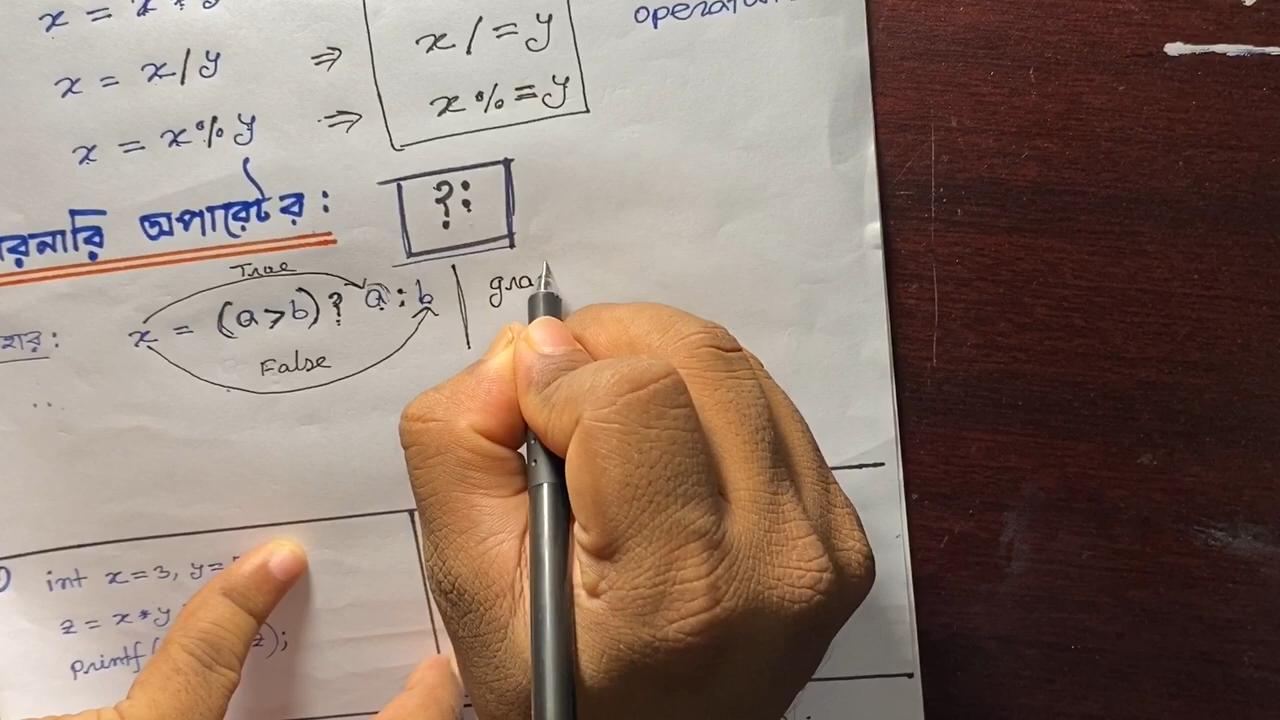 x = x * y
operator
x = x/y ⇒ x/=y
x = x%y ⇒ x%=y
রনারি অপারেটর: ?:
True
x = (a>b)? a:b | gra
হার:
False
int x=3, y=
z = x*y
printf(
z);